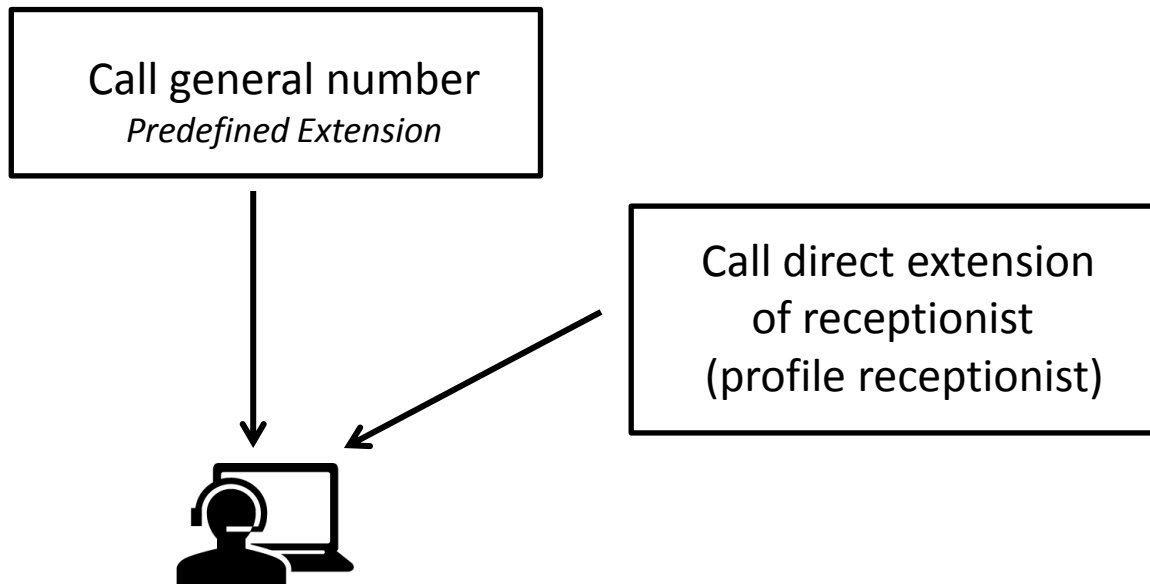 Call general number
Predefined Extension
Call direct extension
of receptionist
(profile receptionist)